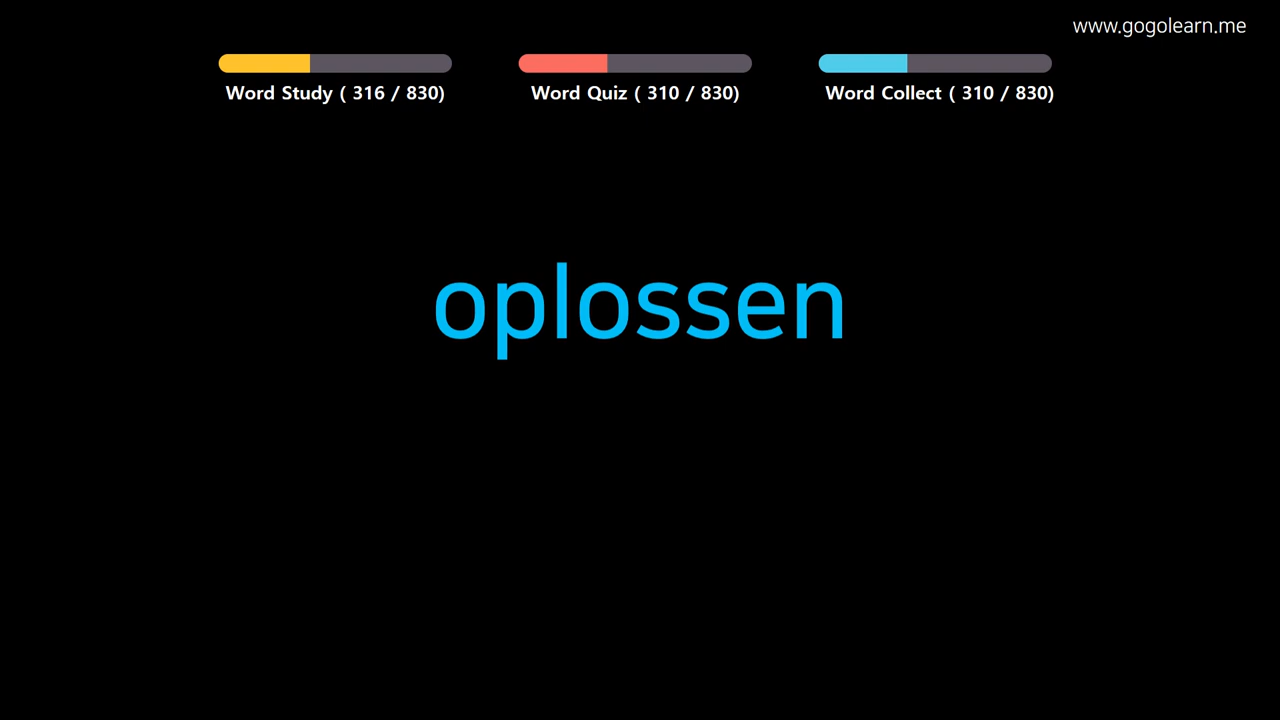 www.gogolearn.me
Word Study ( 316 / 830)
Word Quiz ( 310 / 830)
Word Collect ( 310 / 830)
oplossen